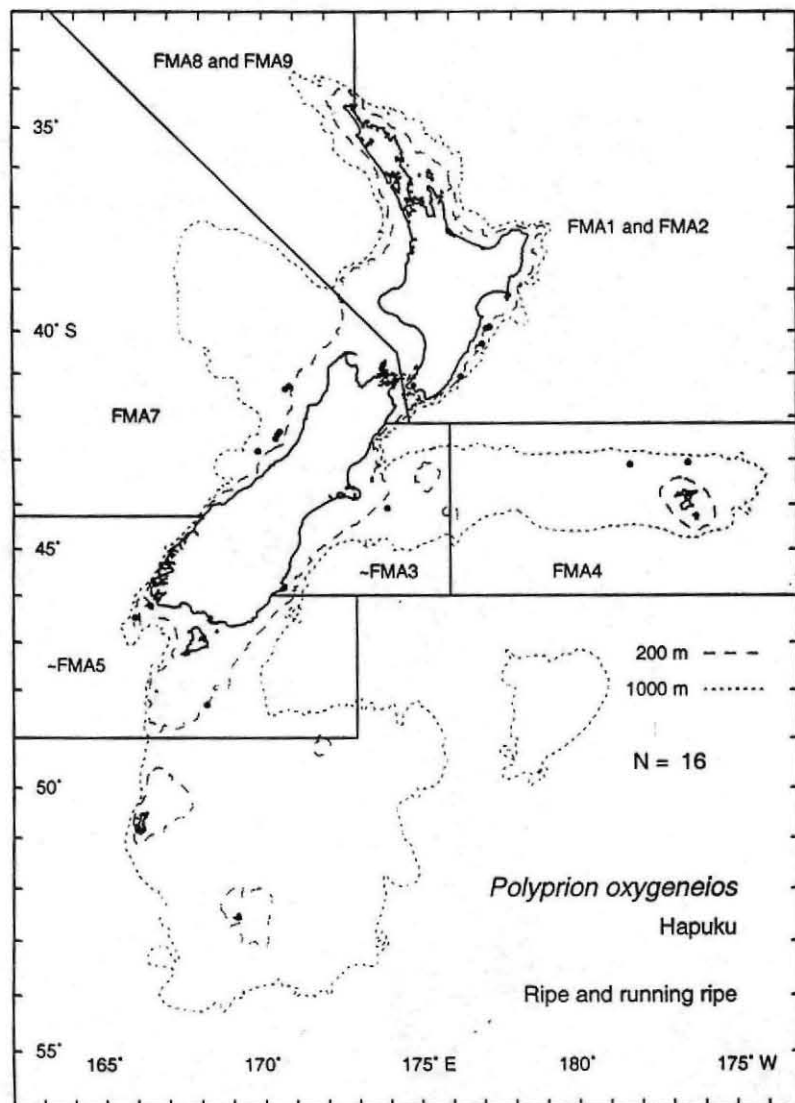 FMA8 and FMA9
35°
FMA1 and FMA2
40° S
FMA7
45°
~FMA3
FMA4
~FMA5
200 m
1000 m
N = 16
50°
Polyprion oxygeneios
Hapuku
Ripe and running ripe
55°
165°
170°
175° E
180°
175° W